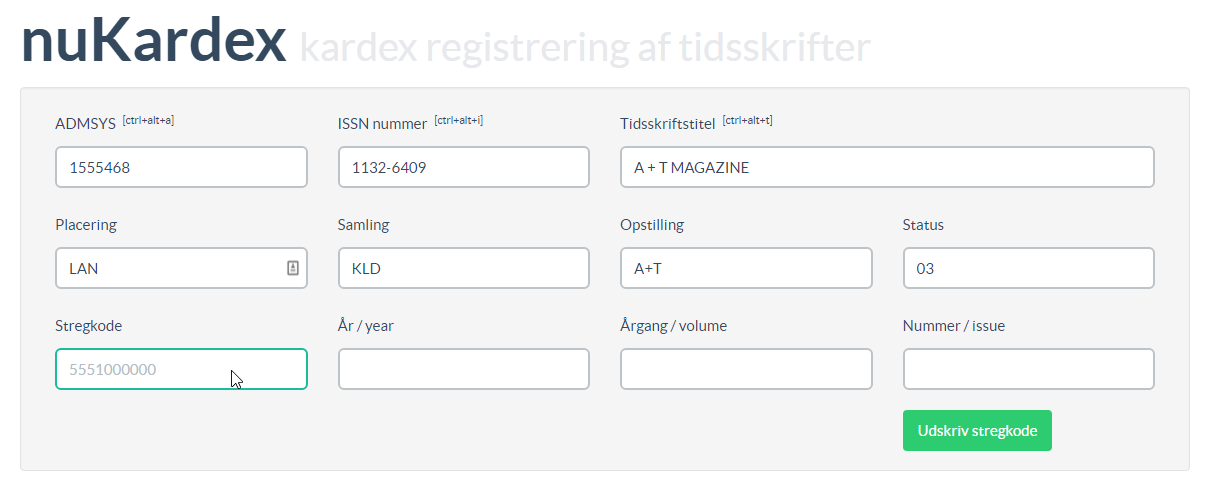 nuKardex kardex registrering af tidsskrifter
ADMSYS [ctrl+alt+a] ISSN nummer [ctrl+alt+i] Tidsskriftstitel [ctrl+alt+t]
1555468 1132-6409 A + T MAGAZINE
Placering Samling Opstilling Status
LAN KLD A+T 03
Stregkode År / year Årgang / volume Nummer / issue
5551000000
Udskriv stregkode